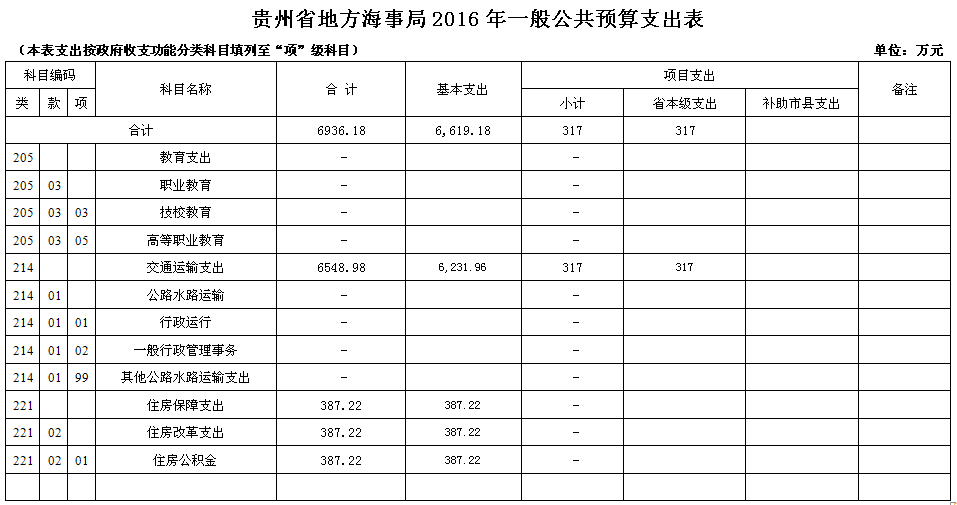 贵州省地方海事局2016年一般公共预算支出表
(本表支出按政府收支功能分类科目填列至“项”级科目) 单位：万元
科目编码 科目名称 合 计 基本支出 项目支出 备注
类 款 项 小计 省本级支出 补助市县支出
合计 6936.18 6,619.18 317 317
205 教育支出 - -
205 03 职业教育 - -
205 03 03 技校教育 - -
205 03 05 高等职业教育 - -
214 交通运输支出 6548.98 6,231.96 317 317
214 01 公路水路运输 - -
214 01 01 行政运行 - -
214 01 02 一般行政管理事务 - -
214 01 99 其他公路水路运输支出 - -
221 住房保障支出 387.22 387.22 -
221 02 住房改革支出 387.22 387.22 -
221 02 01 住房公积金 387.22 387.22 -